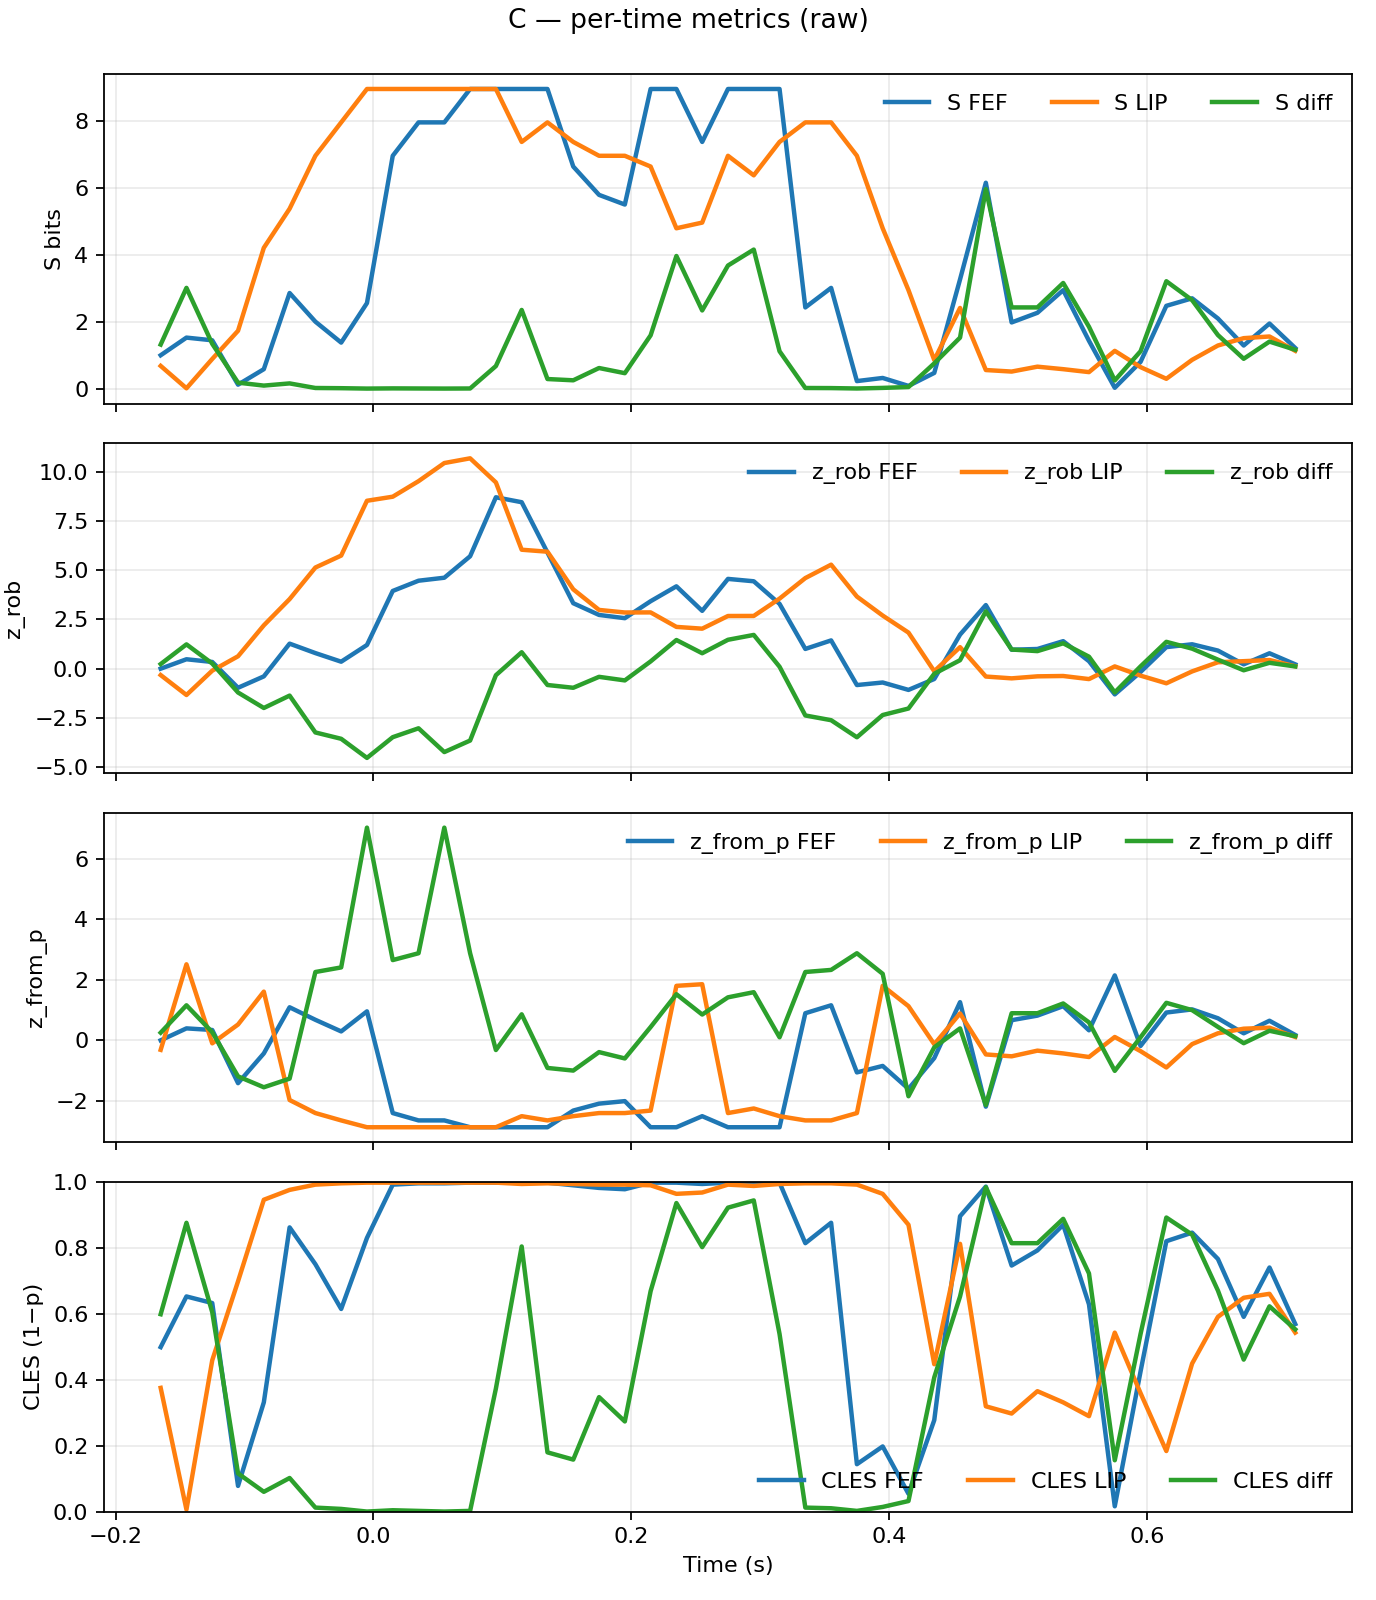 C — per-time metrics (raw)
S FEF S LIP S diff
8
6
4
2
0
S bits
z_rob FEF z_rob LIP z_rob diff
10.0
7.5
5.0
2.5
0.0
−2.5
−5.0
z_rob
z_from_p FEF z_from_p LIP z_from_p diff
6
4
2
0
−2
z_from_p
1.0
0.8
0.6
0.4
0.2
0.0
CLES (1−p)
CLES FEF CLES LIP CLES diff
−0.2 0.0 0.2 0.4 0.6
Time (s)